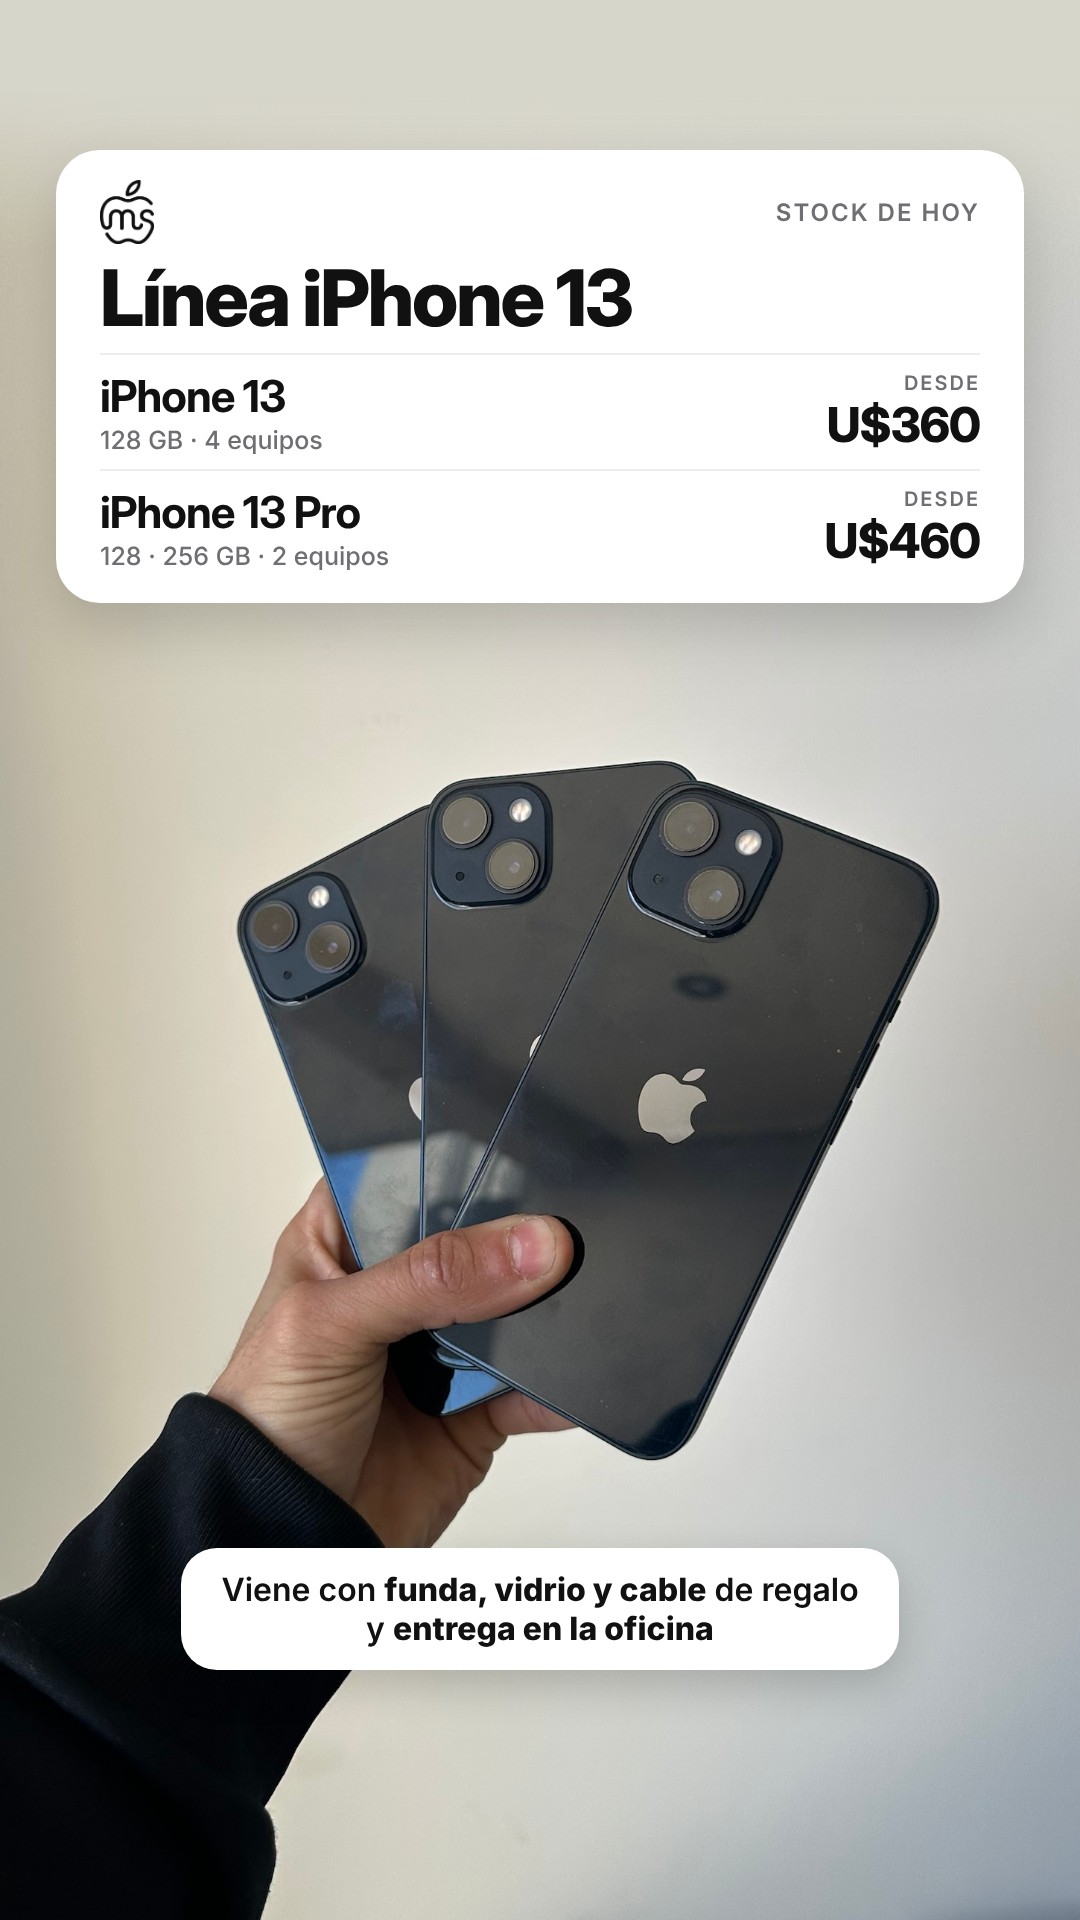 ms
STOCK DE HOY
Línea iPhone 13
iPhone 13
128 GB · 4 equipos
DESDE
U$360
iPhone 13 Pro
128 · 256 GB · 2 equipos
DESDE
U$460
Viene con funda, vidrio y cable de regalo
y entrega en la oficina